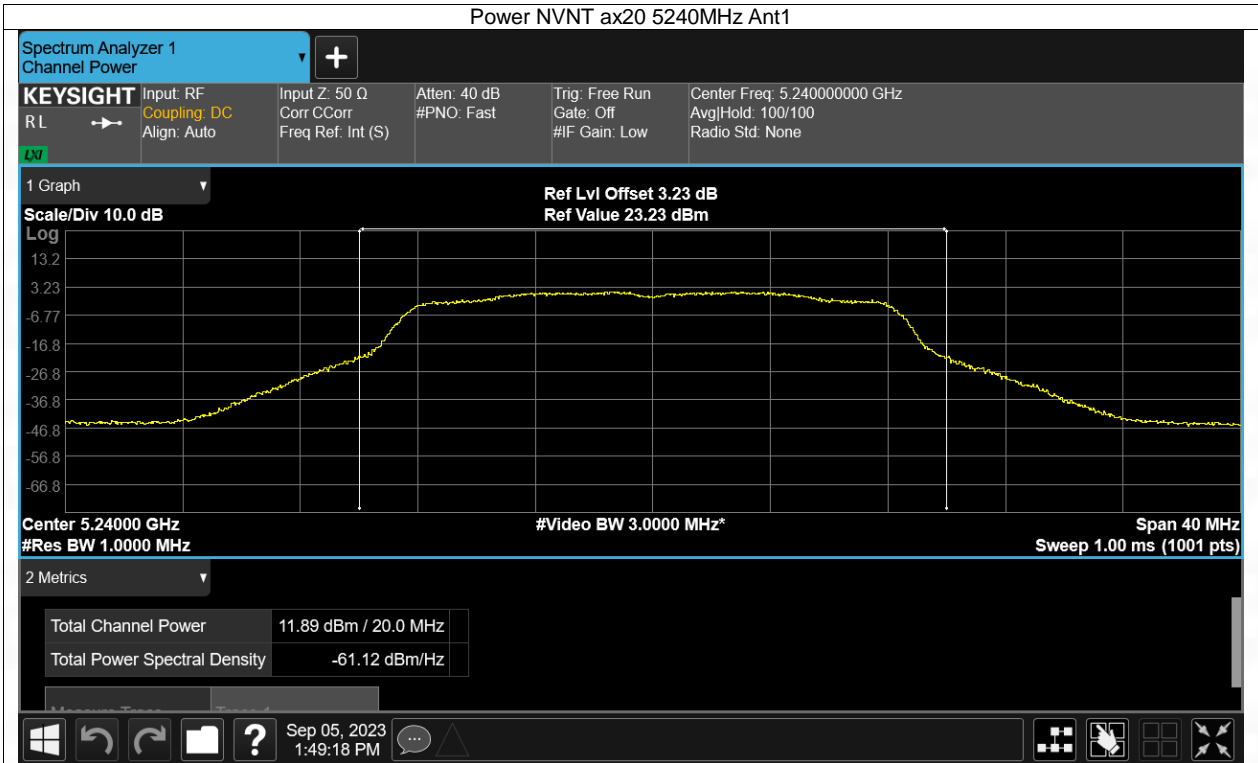 Power NVNT ax20 5240MHz Ant1
Spectrum Analyzer 1
Channel Power
+
KEYSIGHT
R L
LXI
Input: RF
Coupling: DC
Align: Auto
Input Z: 50 Ω
Corr CCorr
Freq Ref: Int (S)
Atten: 40 dB
#PNO: Fast
Trig: Free Run
Gate: Off
#IF Gain: Low
Center Freq: 5.240000000 GHz
Avg|Hold: 100/100
Radio Std: None
1 Graph
Scale/Div 10.0 dB
Ref Lvl Offset 3.23 dB
Ref Value 23.23 dBm
Log
13.2
3.23
-6.77
-16.8
-26.8
-36.8
-46.8
-56.8
-66.8
Center 5.24000 GHz
#Res BW 1.0000 MHz
#Video BW 3.0000 MHz*
Span 40 MHz
Sweep 1.00 ms (1001 pts)
2 Metrics
Total Channel Power 11.89 dBm / 20.0 MHz
Total Power Spectral Density -61.12 dBm/Hz
?
Sep 05, 2023
1:49:18 PM